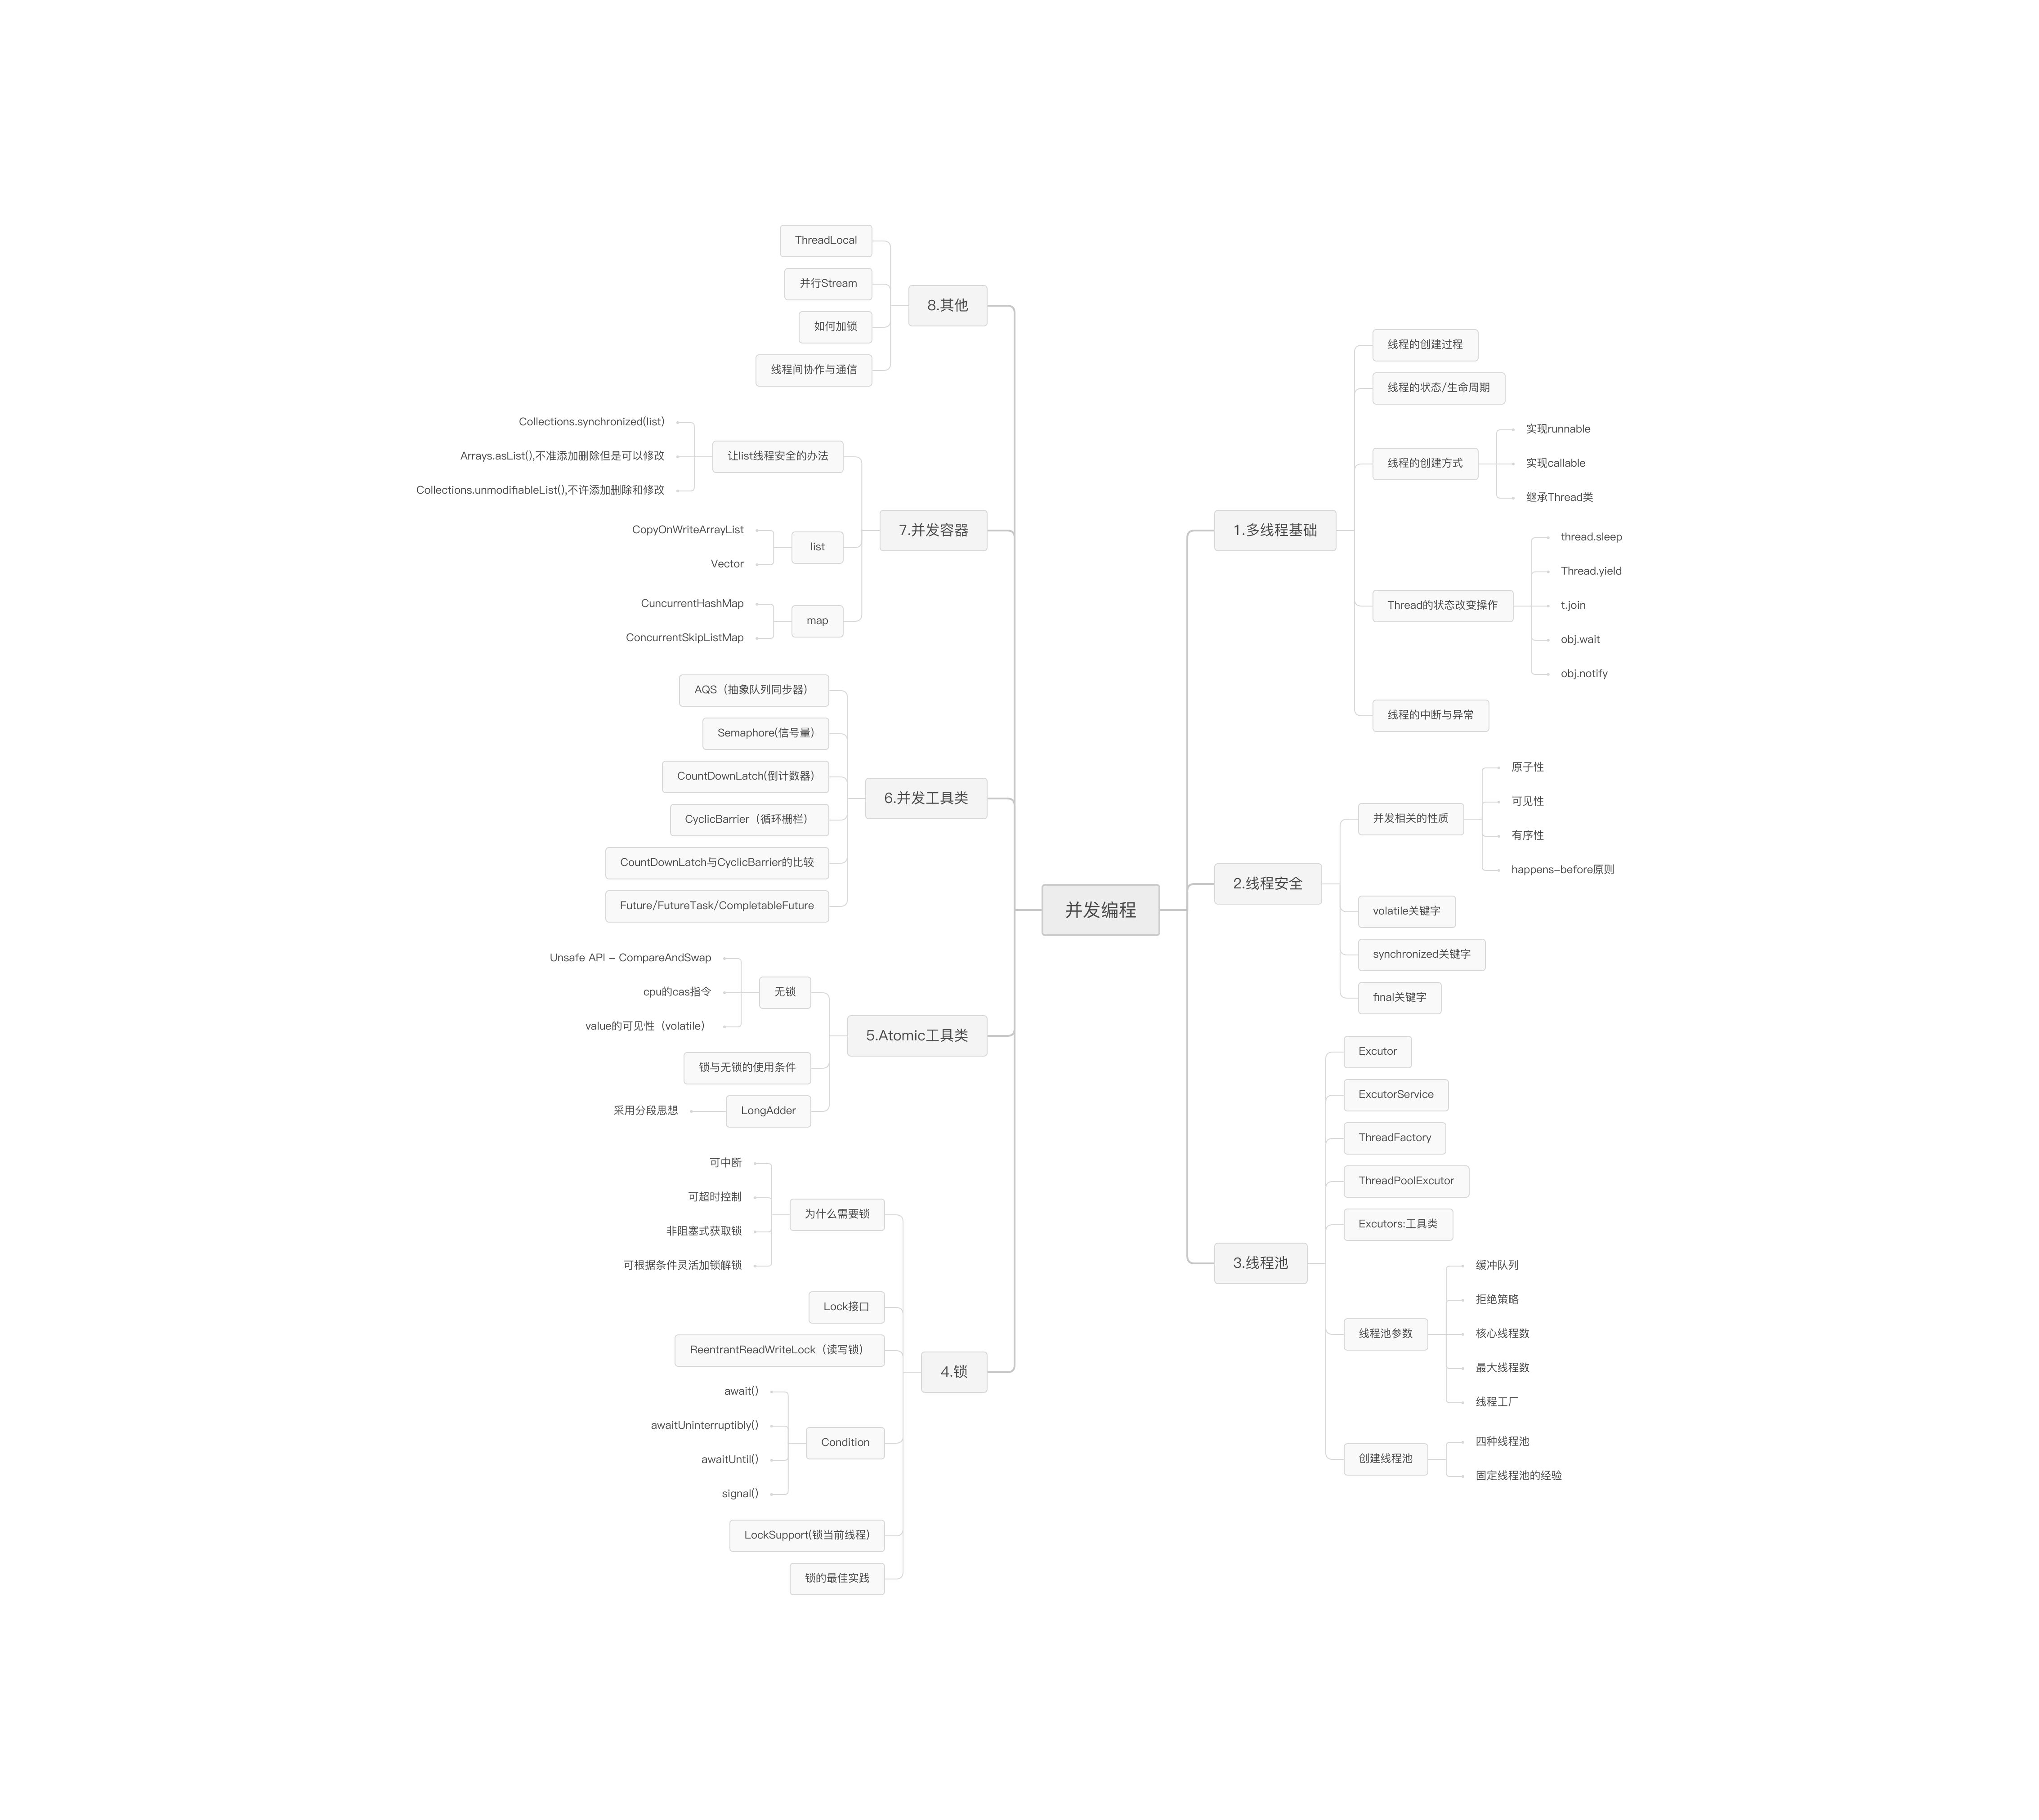 并发编程
1.多线程基础
线程的创建过程
线程的状态/生命周期
线程的创建方式
实现runnable
实现callable
继承Thread类
Thread的状态改变操作
thread.sleep
Thread.yield
t.join
obj.wait
obj.notify
线程的中断与异常
2.线程安全
并发相关的性质
原子性
可见性
有序性
happens-before原则
volatile关键字
synchronized关键字
final关键字
3.线程池
Excutor
ExcutorService
ThreadFactory
ThreadPoolExcutor
Excutors:工具类
线程池参数
缓冲队列
拒绝策略
核心线程数
最大线程数
线程工厂
创建线程池
四种线程池
固定线程池的经验
4.锁
为什么需要锁
可中断
可超时控制
非阻塞式获取锁
可根据条件灵活加锁解锁
Lock接口
ReentrantReadWriteLock（读写锁）
Condition
await()
awaitUninterruptibly()
awaitUntil()
signal()
LockSupport(锁当前线程)
锁的最佳实践
5.Atomic工具类
无锁
Unsafe API - CompareAndSwap
cpu的cas指令
value的可见性（volatile）
锁与无锁的使用条件
LongAdder
采用分段思想
6.并发工具类
AQS（抽象队列同步器）
Semaphore(信号量)
CountDownLatch(倒计数器)
CyclicBarrier（循环栅栏）
CountDownLatch与CyclicBarrier的比较
Future/FutureTask/CompletableFuture
7.并发容器
让list线程安全的办法
Collections.synchronized(list)
Arrays.asList(),不准添加删除但是可以修改
Collections.unmodifiableList(),不许添加删除和修改
list
CopyOnWriteArrayList
Vector
map
CuncurrentHashMap
ConcurrentSkipListMap
8.其他
ThreadLocal
并行Stream
如何加锁
线程间协作与通信